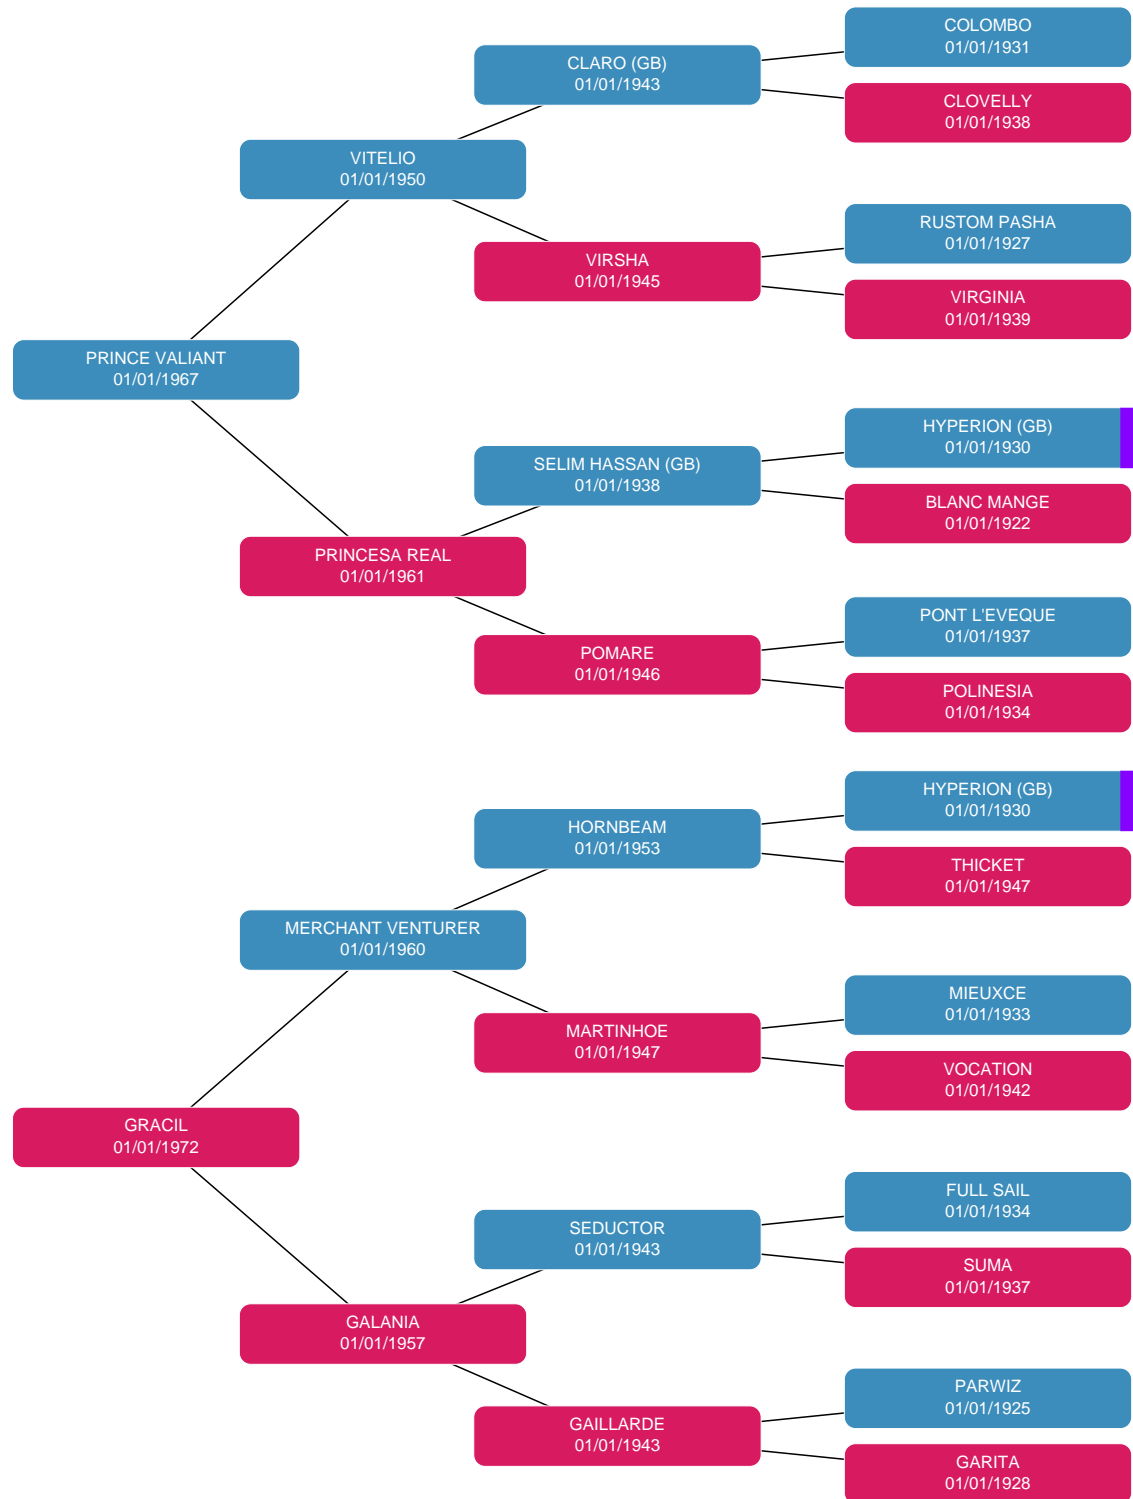 COLOMBO
01/01/1931
CLARO (GB)
01/01/1943
CLOVELLY
01/01/1938
VITELIO
01/01/1950
RUSTOM PASHA
01/01/1927
VIRSHA
01/01/1945
VIRGINIA
01/01/1939
PRINCE VALIANT
01/01/1967
HYPERION (GB)
01/01/1930
SELIM HASSAN (GB)
01/01/1938
BLANC MANGE
01/01/1922
PRINCESA REAL
01/01/1961
PONT L'EVEQUE
01/01/1937
POMARE
01/01/1946
POLINESIA
01/01/1934
HYPERION (GB)
01/01/1930
HORNBEAM
01/01/1953
THICKET
01/01/1947
MERCHANT VENTURER
01/01/1960
MIEUXCE
01/01/1933
MARTINHOE
01/01/1947
VOCATION
01/01/1942
GRACIL
01/01/1972
FULL SAIL
01/01/1934
SEDUCTOR
01/01/1943
SUMA
01/01/1937
GALANIA
01/01/1957
PARWIZ
01/01/1925
GAILLARDE
01/01/1943
GARITA
01/01/1928